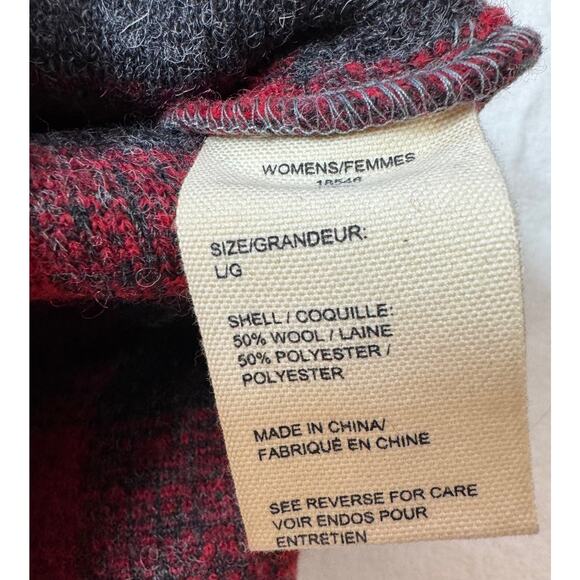 WOMENS/FEMMES
18546
SIZE/GRANDEUR:
L/G
SHELL / COQUILLE:
50% WOOL / LAINE
50% POLYESTER /
POLYESTER
MADE IN CHINA/
FABRIQUÉ EN CHINE
SEE REVERSE FOR CARE
VOIR ENDOS POUR
ENTRETIEN